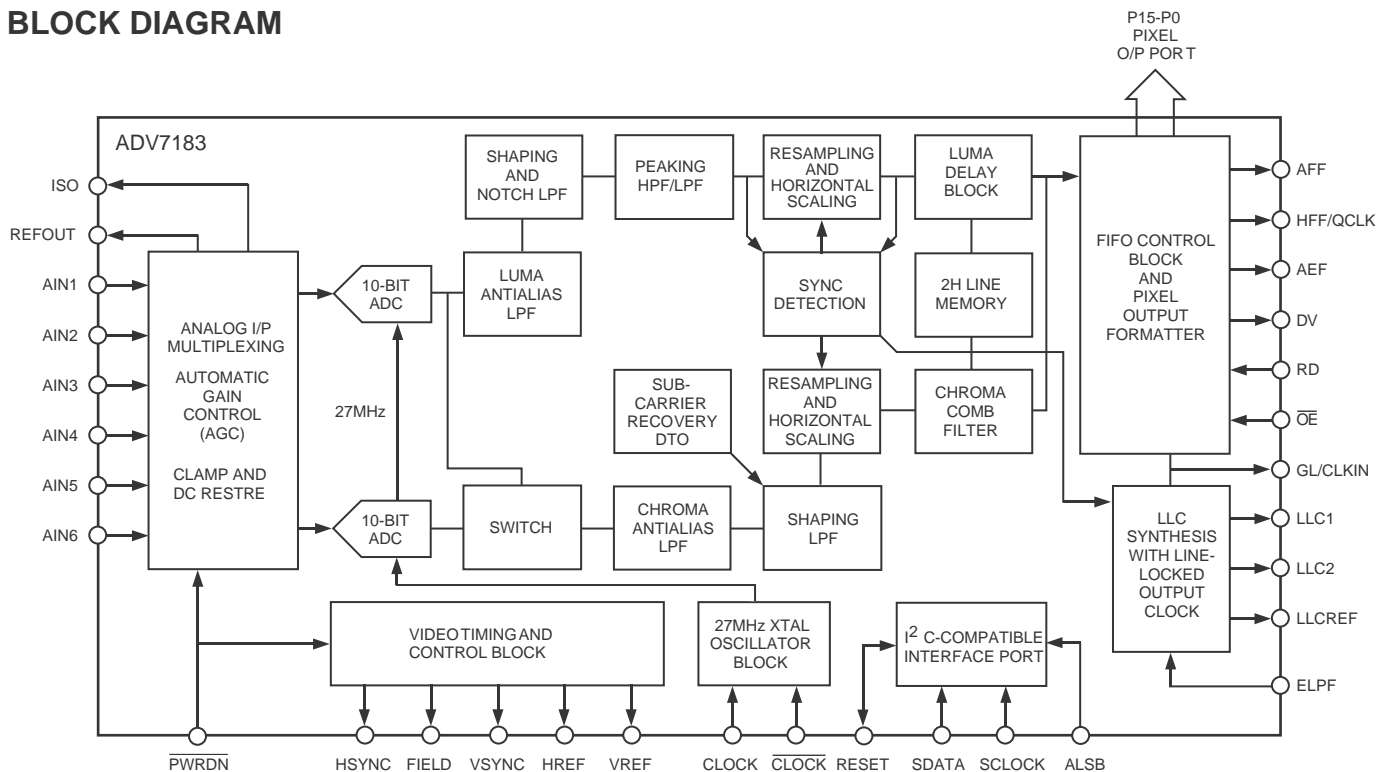 BLOCK DIAGRAM
P15-P0
PIXEL
O/P PORT
ADV7183
ISO
REFOUT
AIN1
AIN2
AIN3
AIN4
AIN5
AIN6
ANALOG I/P
MULTIPLEXING
AUTOMATIC
GAIN
CONTROL
(AGC)
CLAMP AND
DC RESTRE
10-BIT
ADC
27MHz
10-BIT
ADC
SHAPING
AND
NOTCH LPF
LUMA
ANTIALIAS
LPF
PEAKING
HPF/LPF
RESAMPLING
AND
HORIZONTAL
SCALING
LUMA
DELAY
BLOCK
SYNC
DETECTION
2H LINE
MEMORY
SUB-
CARRIER
RECOVERY
DTO
RESAMPLING
AND
HORIZONTAL
SCALING
CHROMA
COMB
FILTER
SWITCH
CHROMA
ANTIALIAS
LPF
SHAPING
LPF
FIFO CONTROL
BLOCK
AND
PIXEL
OUTPUT
FORMATTER
LLC
SYNTHESIS
WITH LINE-
LOCKED
OUTPUT
CLOCK
AFF
HFF/QCLK
AEF
DV
RD
OE
GL/CLKIN
LLC1
LLC2
LLCREF
ELPF
VIDEO TIMING AND
CONTROL BLOCK
27MHz XTAL
OSCILLATOR
BLOCK
I2 C-COMPATIBLE
INTERFACE PORT
PWRDN
HSYNC
FIELD
VSYNC
HREF
VREF
CLOCK
CLOCK
RESET
SDATA
SCLOCK
ALSB